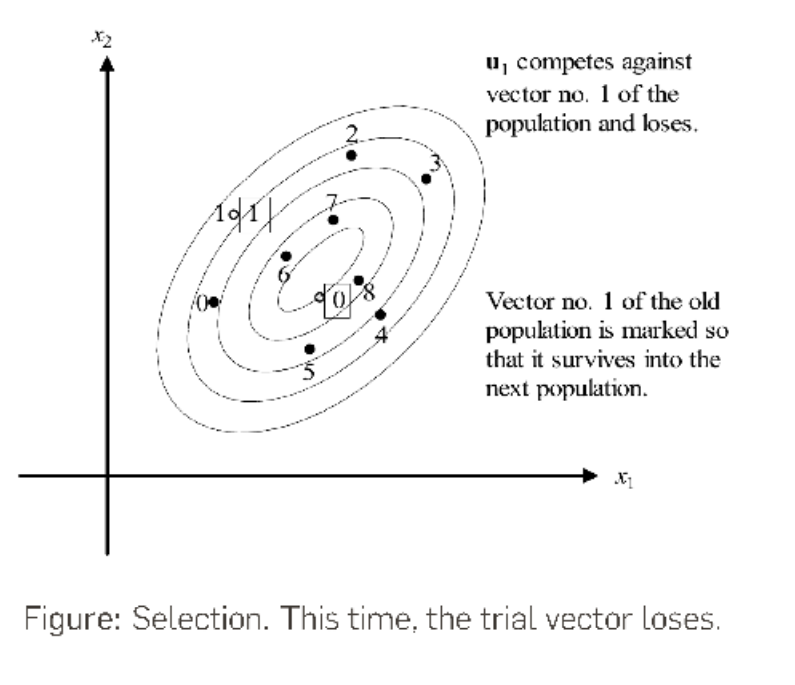 x2
u1 competes against
vector no. 1 of the
population and loses.
2
3
1 1
7
6
0
0
8
4
5
Vector no. 1 of the old
population is marked so
that it survives into the
next population.
x1
Figure: Selection. This time, the trial vector loses.